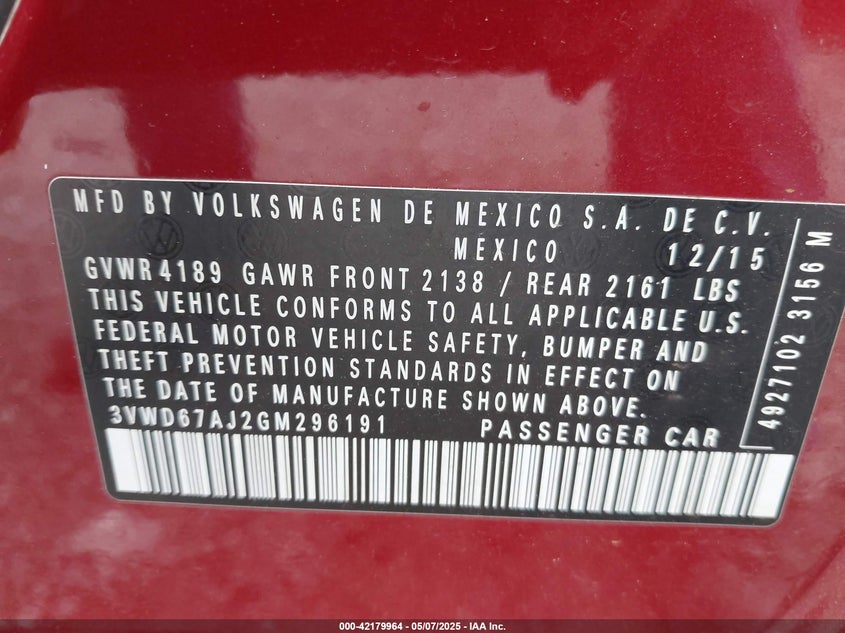 MFD BY VOLKSWAGEN DE MEXICO S.A. DE C.V.
MEXICO 12/15
GVWR 4189 GAWR FRONT 2138 / REAR 2161 LBS
THIS VEHICLE CONFORMS TO ALL APPLICABLE U.S.
FEDERAL MOTOR VEHICLE SAFETY, BUMPER AND
THEFT PREVENTION STANDARDS IN EFFECT ON
THE DATE OF MANUFACTURE SHOWN ABOVE.
3VWD67AJ2GM296191 PASSENGER CAR
4927102 3156 M
000-42179964 - 05/07/2025 - IAA Inc.